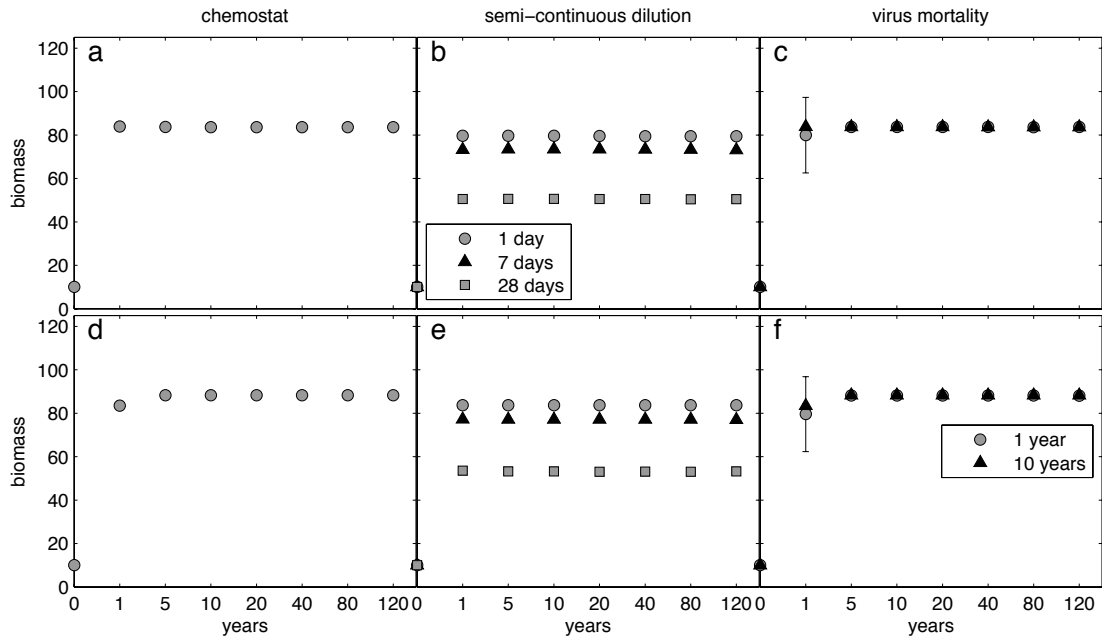 chemostat semi−continuous dilution virus mortality
a b c
120
100
80
60
40
20
0
biomass
1 day
7 days
28 days
d e f
120
100
80
60
40
20
0
biomass
1 year
10 years
0 1 5 10 20 40 80 120 0 1 5 10 20 40 80 120 0 1 5 10 20 40 80 120
years years years